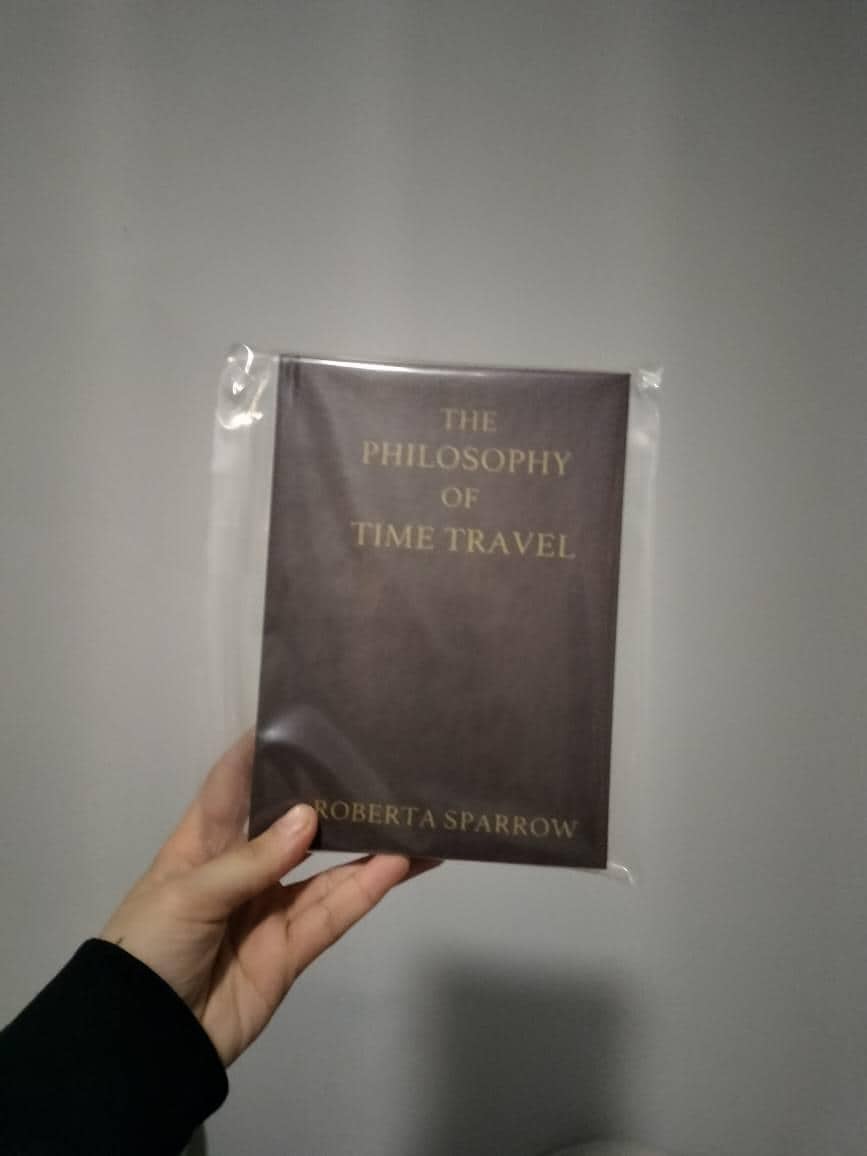 THE
PHILOSOPHY
OF
TIME TRAVEL
ROBERTA SPARROW